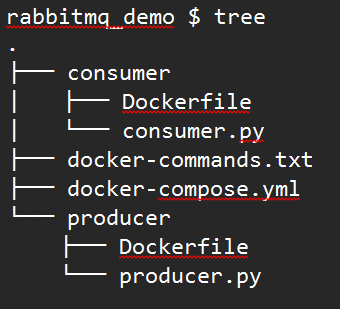 rabbitmq_demo $ tree
.
├── consumer
│   ├── Dockerfile
│   └── consumer.py
├── docker-commands.txt
├── docker-compose.yml
└── producer
    ├── Dockerfile
    └── producer.py